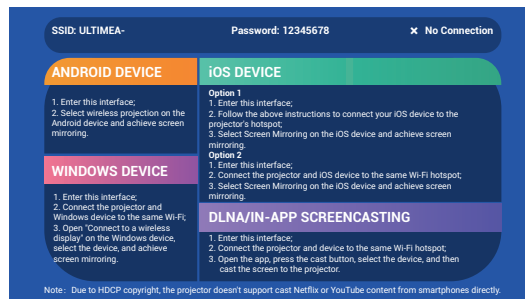 SSID: ULTIMEA-
Password: 12345678
× No Connection
ANDROID DEVICE
1. Enter this interface;
2. Select wireless projection on the
Android device and achieve screen
mirroring.
iOS DEVICE
Option 1
1. Enter this interface;
2. Follow the above instructions to connect your iOS device to the
projector's hotspot;
3. Select Screen Mirroring on the iOS device and achieve screen
mirroring.
Option 2
1. Enter this interface;
2. Connect the projector and iOS device to the same Wi-Fi hotspot;
3. Select Screen Mirroring on the iOS device and achieve screen
mirroring.
WINDOWS DEVICE
1. Enter this interface;
2. Connect the projector and
Windows device to the same Wi-Fi;
3. Open "Connect to a wireless
display" on the Windows device,
select the device, and achieve
screen mirroring.
DLNA/IN-APP SCREENCASTING
1. Enter this interface;
2. Connect the projector and device to the same Wi-Fi hotspot;
3. Open the app, press the cast button, select the device, and then
cast the screen to the projector.
Note: Due to HDCP copyright, the projector doesn't support cast Netflix or YouTube content from smartphones directly.